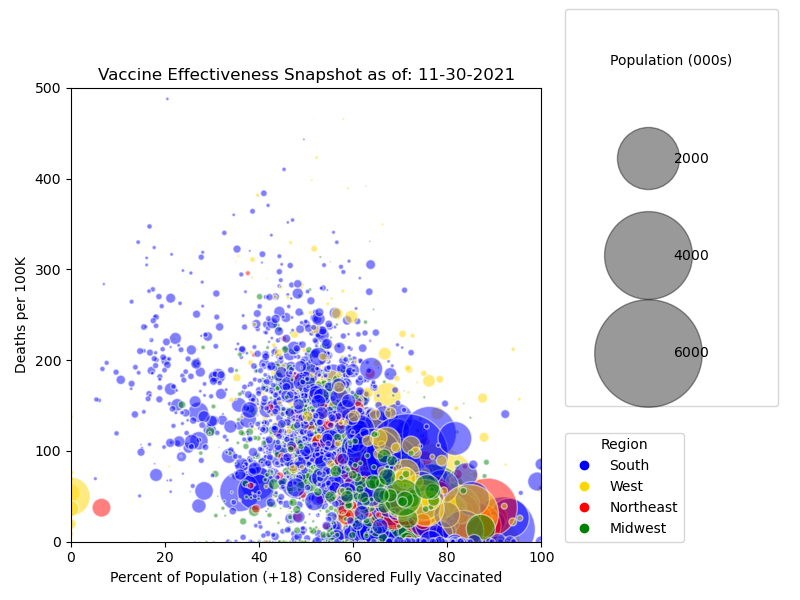 Vaccine Effectiveness Snapshot as of: 11-30-2021
Deaths per 100K
500
400
300
200
100
0
0 20 40 60 80 100
Percent of Population (+18) Considered Fully Vaccinated
Population (000s)
2000
4000
6000
Region
South
West
Northeast
Midwest